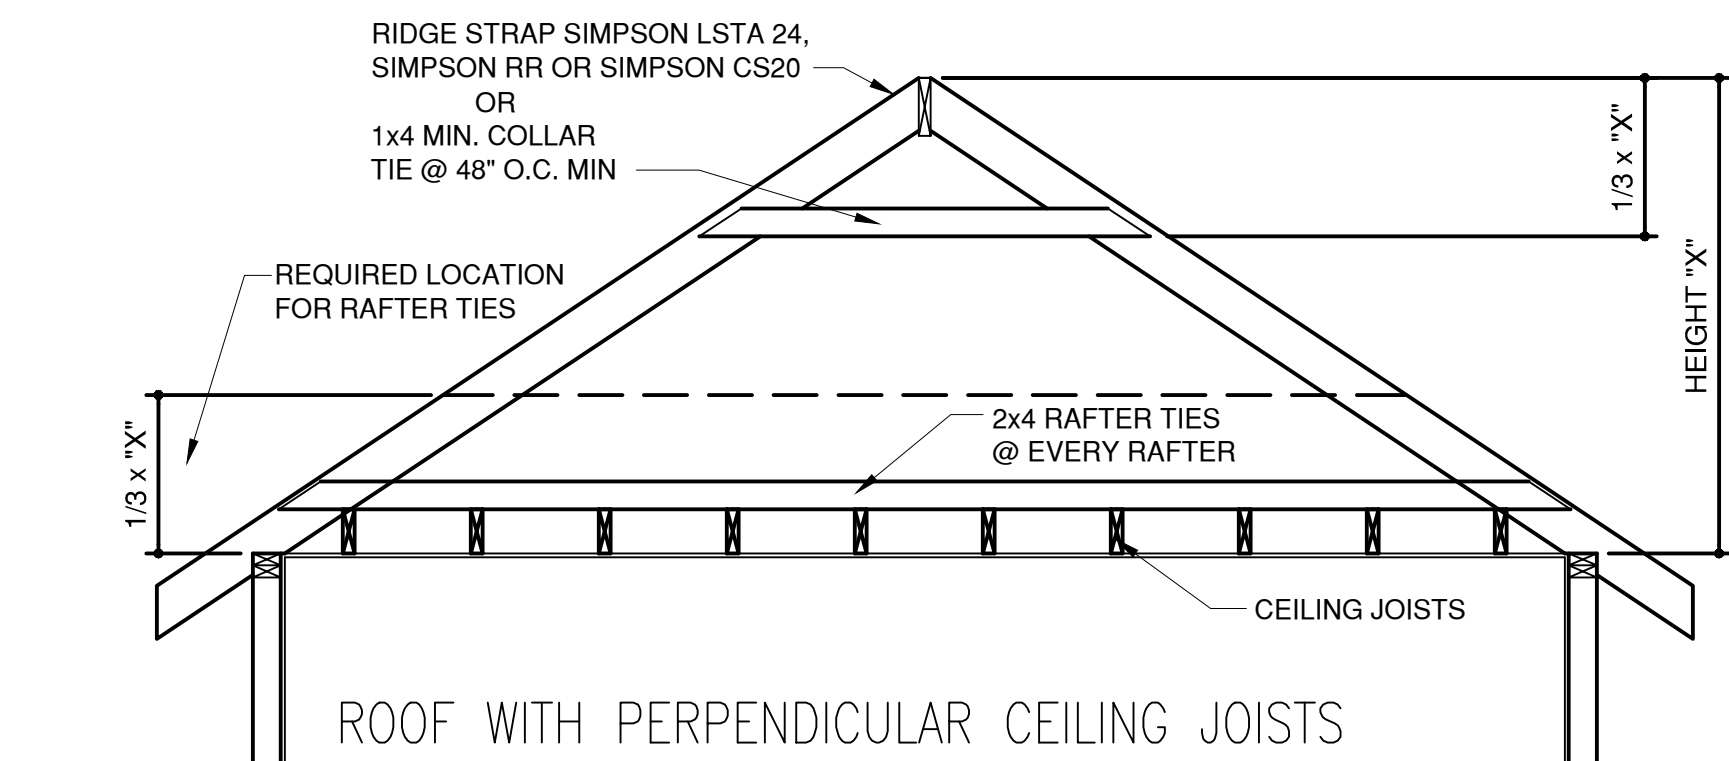 RIDGE STRAP SIMPSON LSTA 24,
SIMPSON RR OR SIMPSON CS20
OR
1x4 MIN. COLLAR
TIE @ 48" O.C. MIN
1/3 x "X"
HEIGHT "X"
REQUIRED LOCATION
FOR RAFTER TIES
1/3 x "X"
2x4 RAFTER TIES
@ EVERY RAFTER
CEILING JOISTS
ROOF WITH PERPENDICULAR CEILING JOISTS